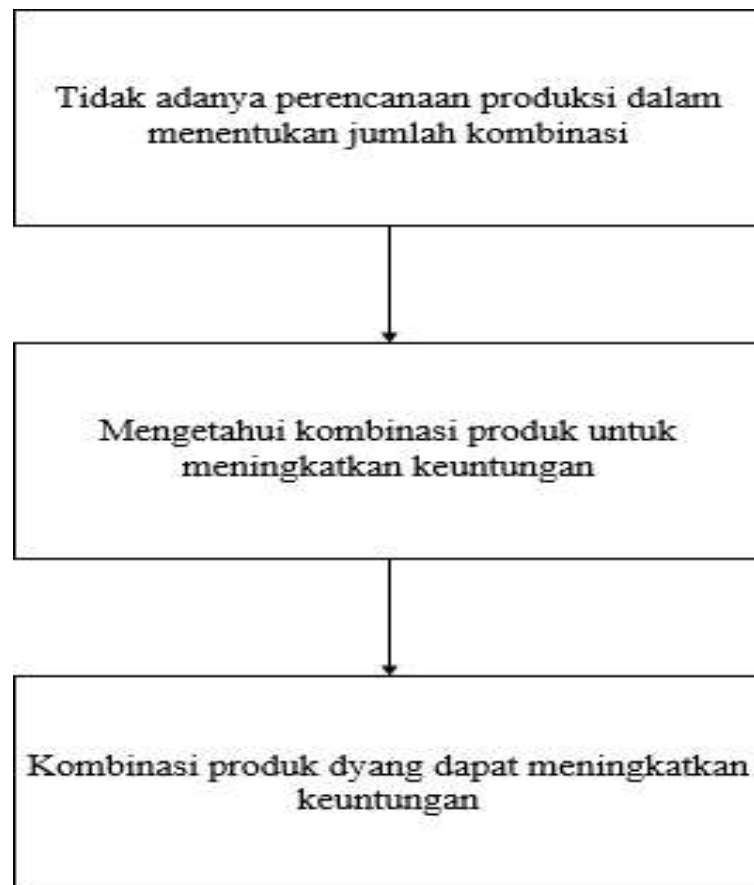 Tidak adanya perencanaan produksi dalam
menentukan jumlah kombinasi
Mengetahui kombinasi produk untuk
meningkatkan keuntungan
Kombinasi produk dyang dapat meningkatkan
keuntungan